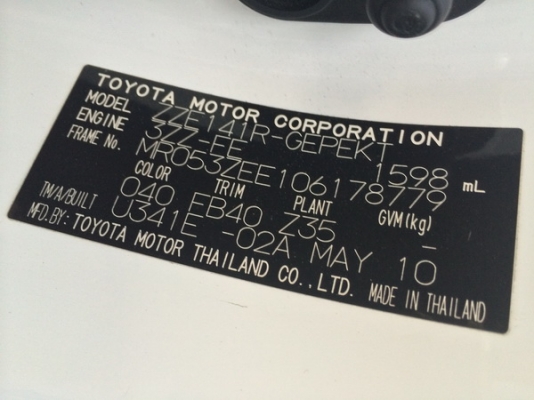 TOYOTA MOTOR CORPORATION
MODEL ZZE141R-GEPEKT
ENGINE 3ZZ-FE 1598 mL
FRAME No. MR053ZEE106178779
COLOR TRIM PLANT GVM(kg)
040 FB40 Z35 -
TM/A/BUILT U341E -02A MAY 10
MFD.BY: TOYOTA MOTOR THAILAND CO.,LTD. MADE IN THAILAND